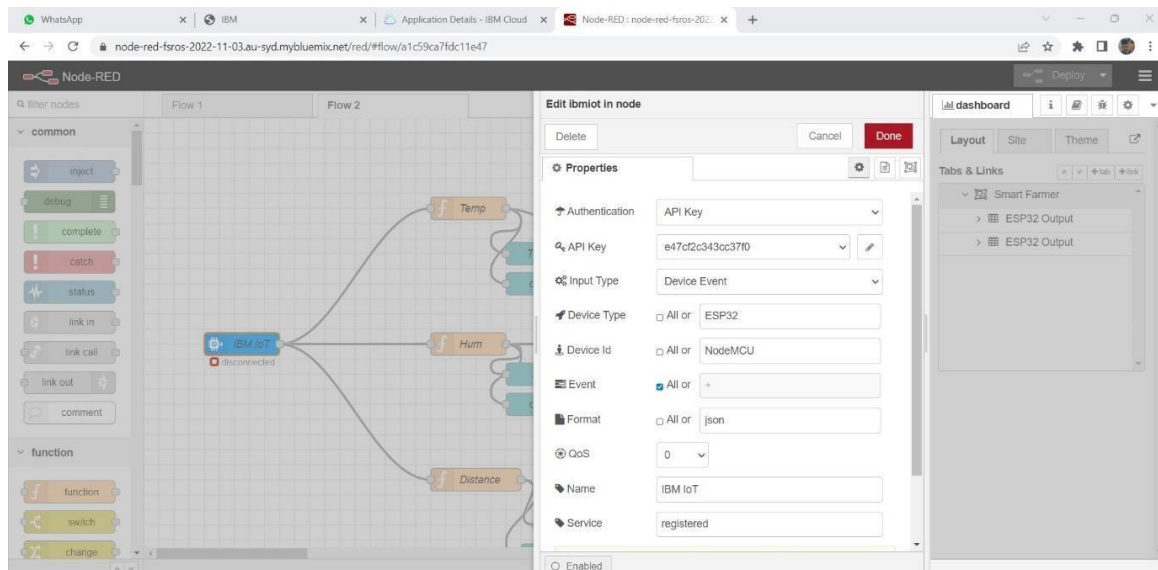 WhatsApp
IBM
Application Details - IBM Cloud
Node-RED : node-red-fsros-202
node-red-fsros-2022-11-03.au-syd.mybluemix.net/red/#flow/a1c59ca7fdc11e47
Node-RED
Deploy
filter nodes
Flow 1
Flow 2
Edit ibmiot in node
dashboard
common
Delete
Cancel
Done
Layout
Site
Theme
Properties
Tabs & Links
+ tab
+ link
inject
debug
complete
catch
status
link in
link call
link out
comment
function
function
switch
change
IBM IoT
disconnected
Temp
Hum
Distance
Smart Farmer
ESP32 Output
ESP32 Output
Authentication
API Key
API Key
e47cf2c343cc37f0
Input Type
Device Event
Device Type
All or
ESP32
Device Id
All or
NodeMCU
Event
All or
+
Format
All or
json
QoS
0
Name
IBM IoT
Service
registered
Enabled